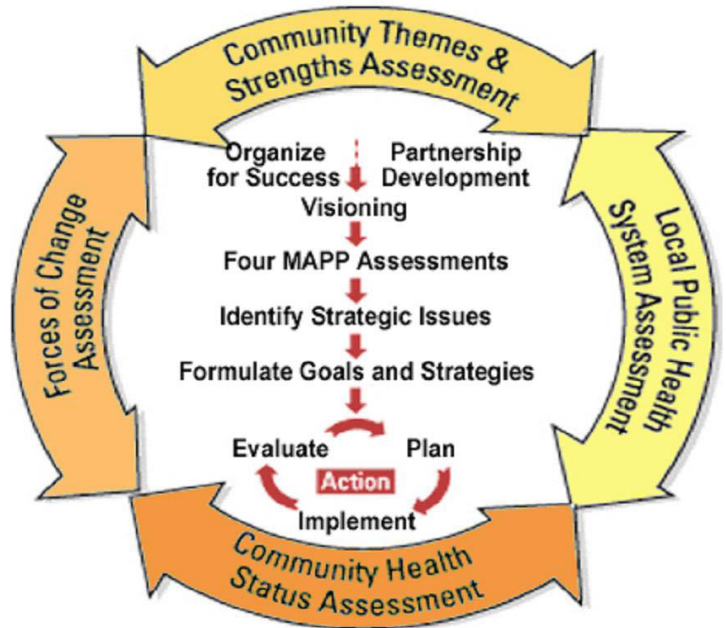 Community Themes &
Strengths Assessment
Organize
for Success
Partnership
Development
Visioning
Four MAPP Assessments
Identify Strategic Issues
Formulate Goals and Strategies
Evaluate
Plan
Action
Implement
Forces of Change
Assessment
Local Public Health
System Assessment
Community Health
Status Assessment